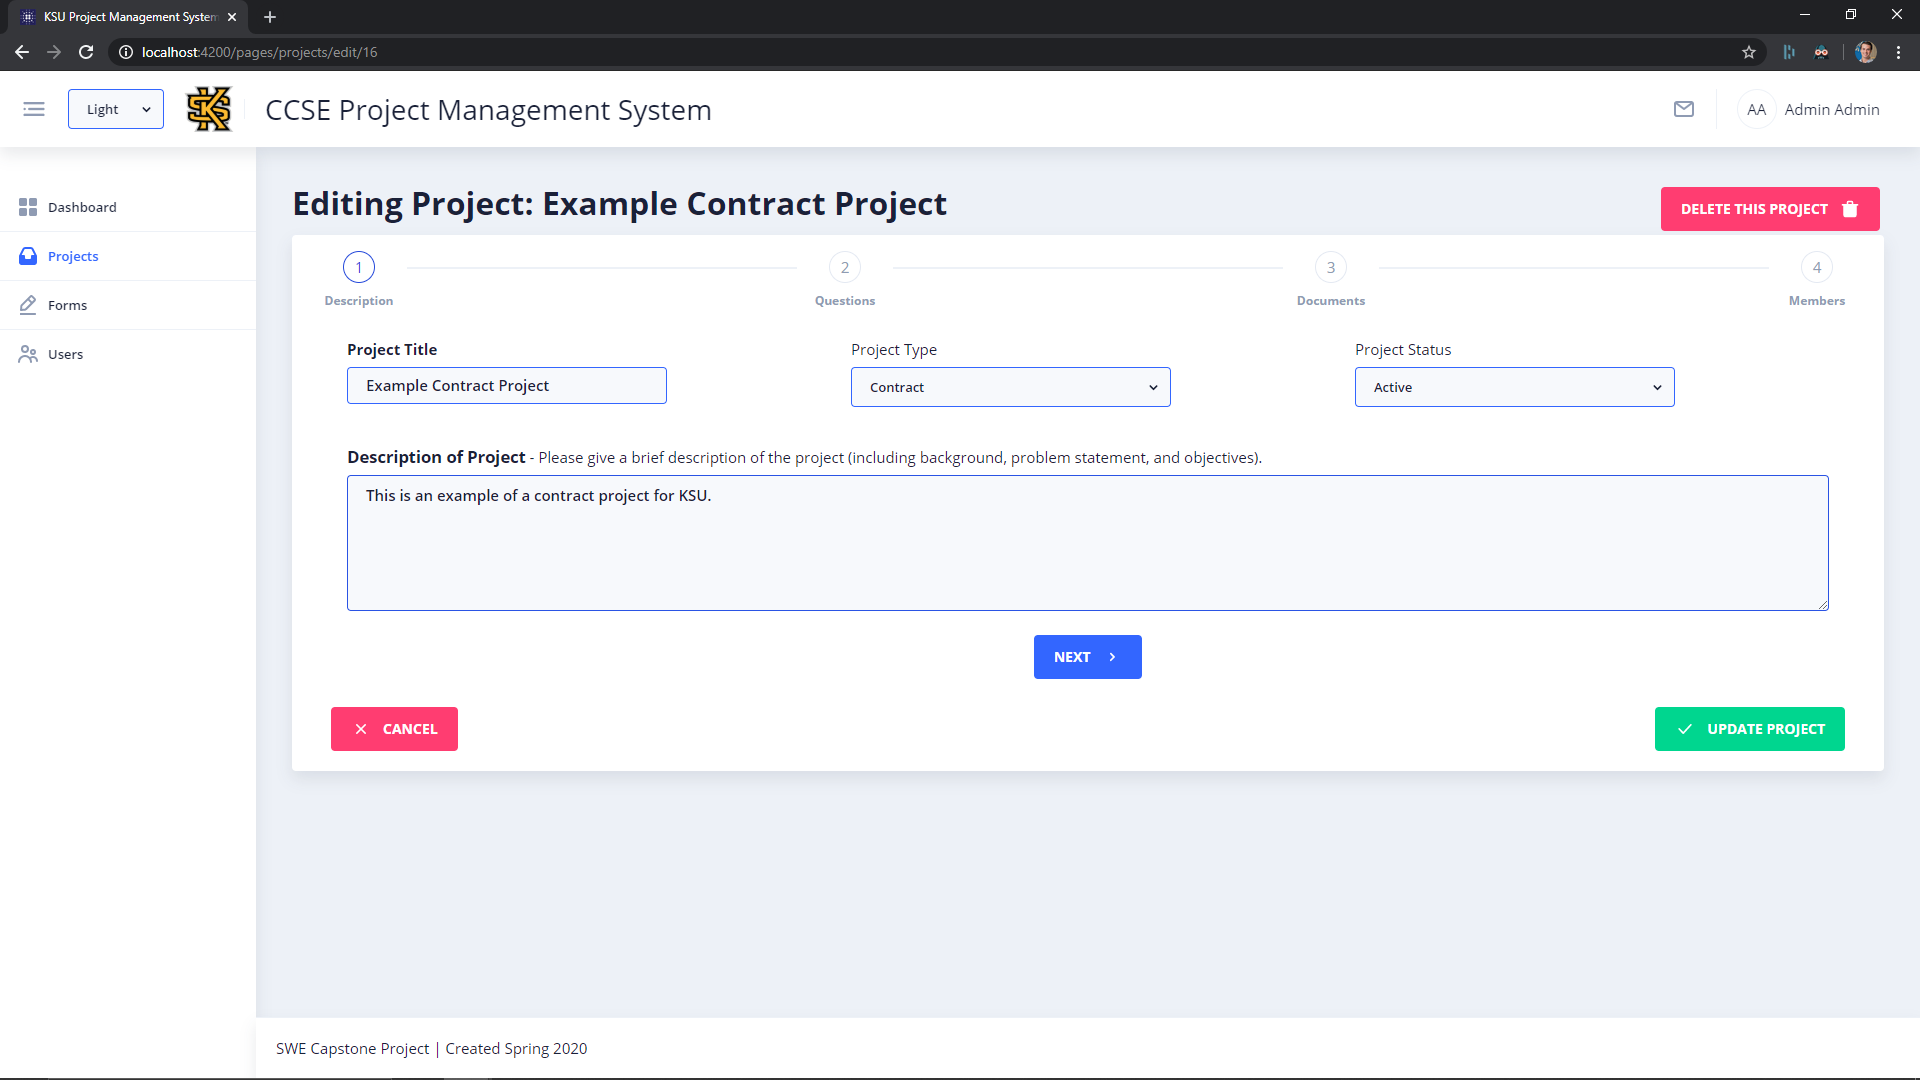 KSU Project Management System
localhost:4200/pages/projects/edit/16
Light
KS
CCSE Project Management System
AA
Admin Admin
Dashboard
Projects
Forms
Users
Editing Project: Example Contract Project
DELETE THIS PROJECT
1
2
3
4
Description
Questions
Documents
Members
Project Title
Project Type
Project Status
Example Contract Project
Contract
Active
Description of Project - Please give a brief description of the project (including background, problem statement, and objectives).
This is an example of a contract project for KSU.
NEXT
CANCEL
UPDATE PROJECT
SWE Capstone Project | Created Spring 2020